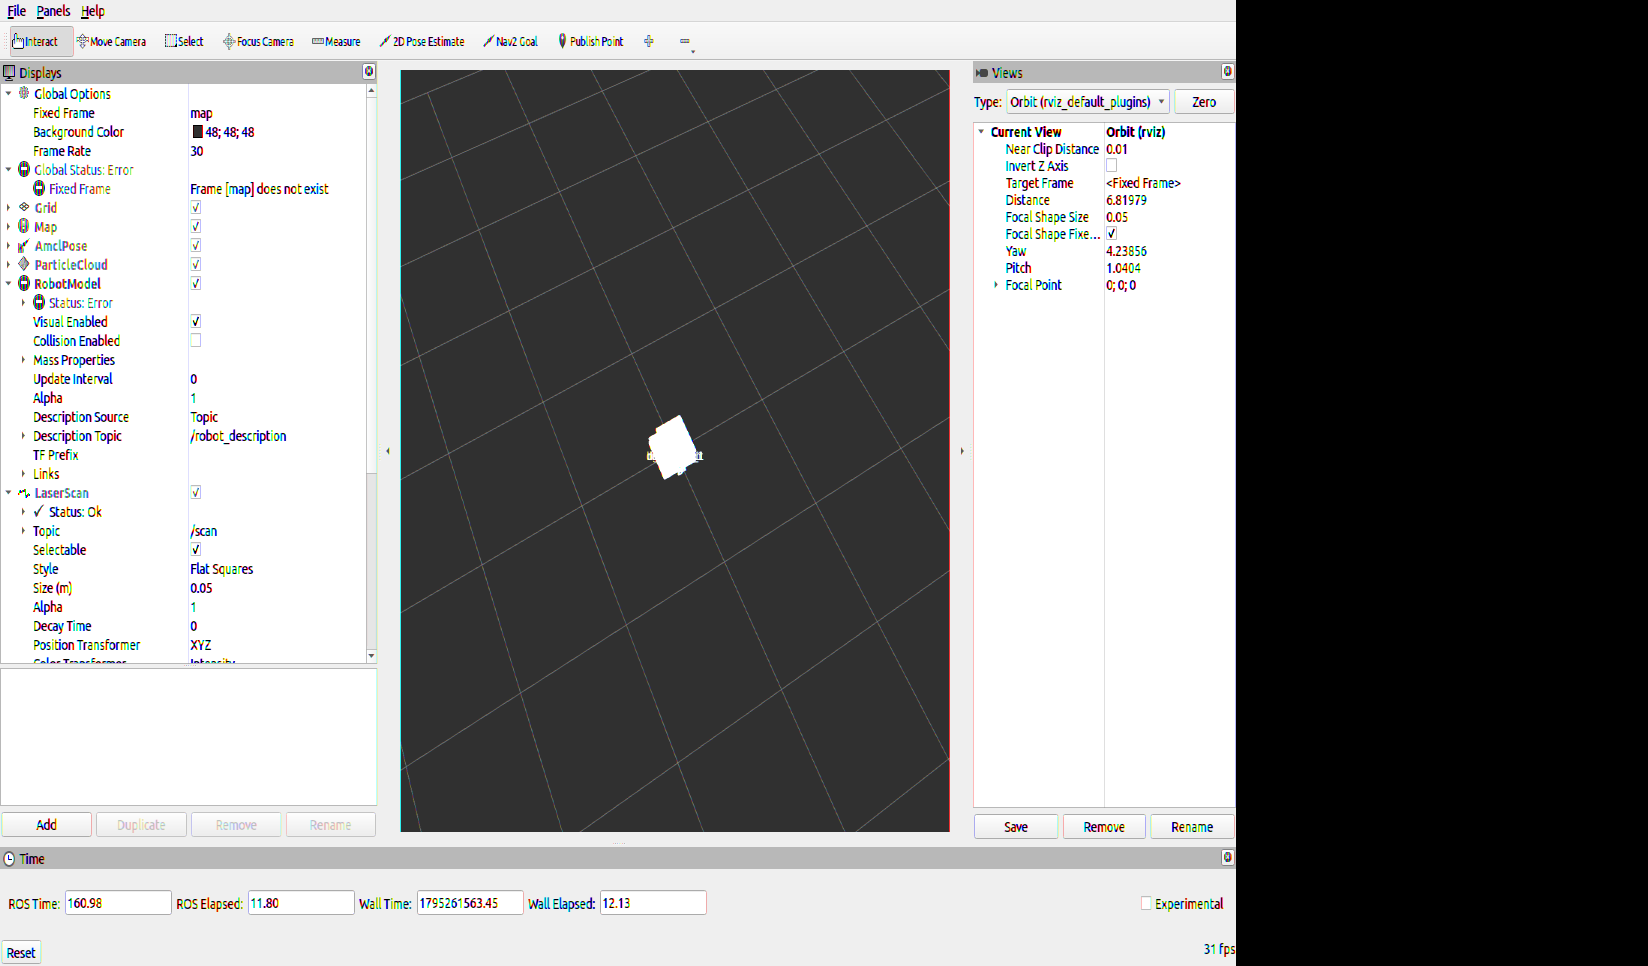 File Panels Help
Interact Move Camera Select Focus Camera Measure 2D Pose Estimate Nav2 Goal Publish Point
Displays
Global Options
Fixed Frame map
Background Color 48; 48; 48
Frame Rate 30
Global Status: Error
Fixed Frame Frame [map] does not exist
Grid
Map
AmclPose
ParticleCloud
RobotModel
Status: Error
Visual Enabled
Collision Enabled
Mass Properties
Update Interval 0
Alpha 1
Description Source Topic
Description Topic /robot_description
TF Prefix
Links
LaserScan
Status: Ok
Topic /scan
Selectable
Style Flat Squares
Size (m) 0.05
Alpha 1
Decay Time 0
Position Transformer XYZ
Color Transformer Intensity
Add Duplicate Remove Rename
Views
Type: Orbit (rviz_default_plugins) Zero
Current View Orbit (rviz)
Near Clip Distance 0.01
Invert Z Axis
Target Frame <Fixed Frame>
Distance 6.81979
Focal Shape Size 0.05
Focal Shape Fixe...
Yaw 4.23856
Pitch 1.0404
Focal Point 0; 0; 0
Save Remove Rename
Time
ROS Time: 160.98 ROS Elapsed: 11.80 Wall Time: 1795261563.45 Wall Elapsed: 12.13 Experimental
Reset 31 fps